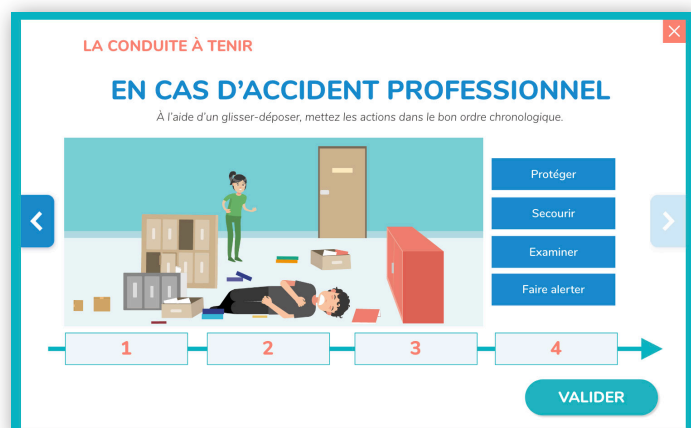 LA CONDUITE À TENIR
EN CAS D'ACCIDENT PROFESSIONNEL
À l'aide d'un glisser-déposer, mettez les actions dans le bon ordre chronologique.
Protéger
Secourir
Examiner
Faire alerter
1
2
3
4
VALIDER